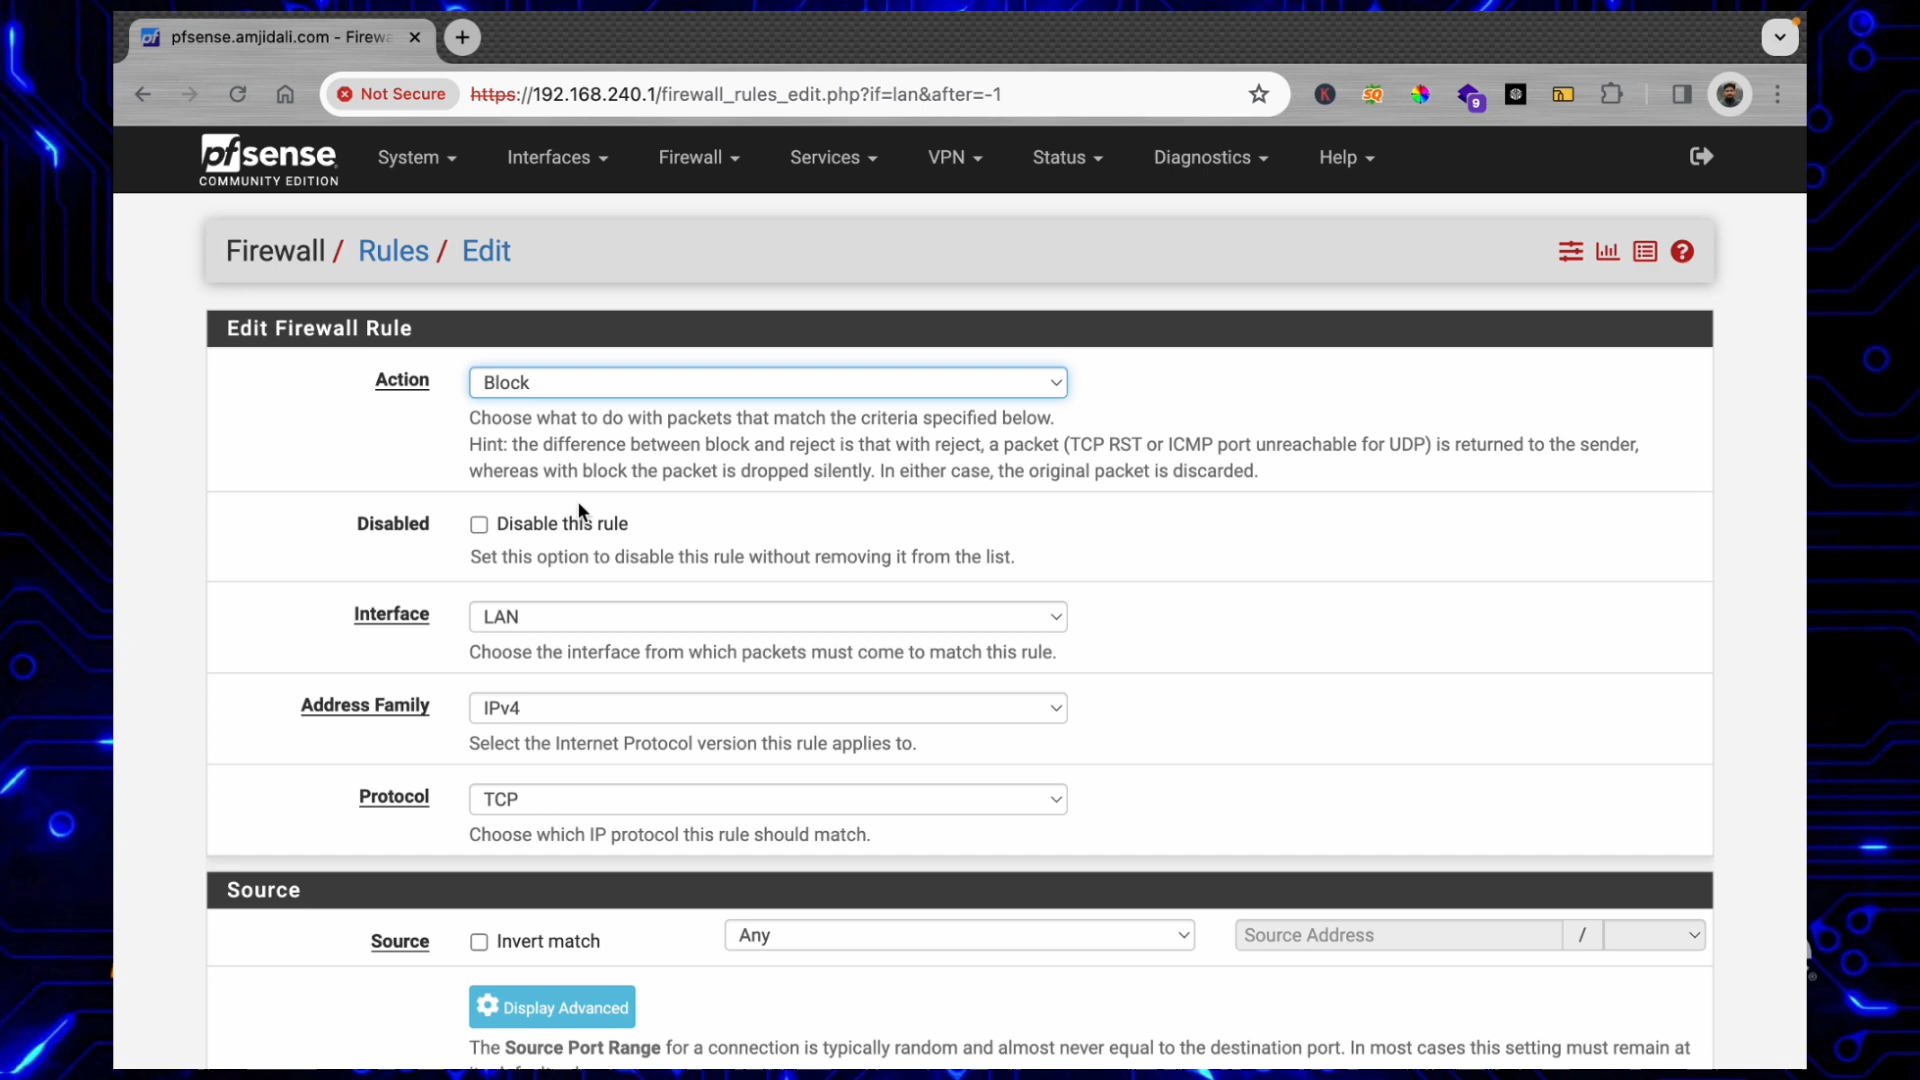 pfsense.amjidali.com - Firewa
Not Secure https://192.168.240.1/firewall_rules_edit.php?if=lan&after=-1
SQ
9
pfsense
COMMUNITY EDITION
System Interfaces Firewall Services VPN Status Diagnostics Help
Firewall / Rules / Edit
Edit Firewall Rule
Action Block
Choose what to do with packets that match the criteria specified below.
Hint: the difference between block and reject is that with reject, a packet (TCP RST or ICMP port unreachable for UDP) is returned to the sender,
whereas with block the packet is dropped silently. In either case, the original packet is discarded.
Disabled Disable this rule
Set this option to disable this rule without removing it from the list.
Interface LAN
Choose the interface from which packets must come to match this rule.
Address Family IPv4
Select the Internet Protocol version this rule applies to.
Protocol TCP
Choose which IP protocol this rule should match.
Source
Source Invert match Any Source Address /
Display Advanced
The Source Port Range for a connection is typically random and almost never equal to the destination port. In most cases this setting must remain at